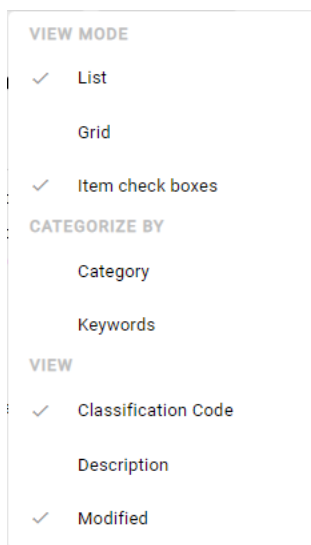 VIEW MODE
List
Grid
Item check boxes
CATEGORIZE BY
Category
Keywords
VIEW
Classification Code
Description
Modified